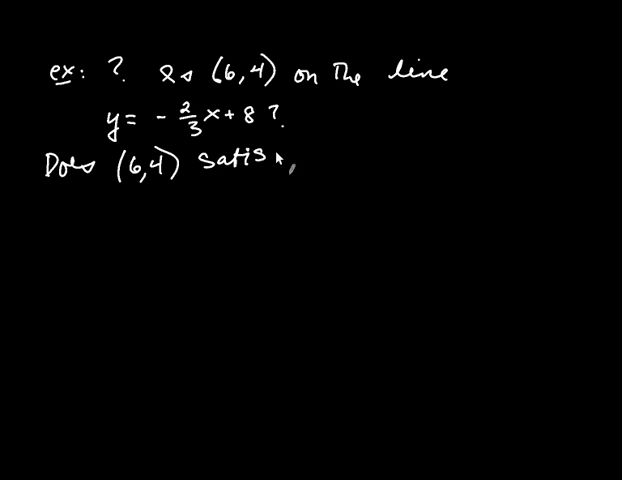 ex: ? Is (6,4) on the line
y = - 2/3 x + 8 ?
Does (6,4) satis